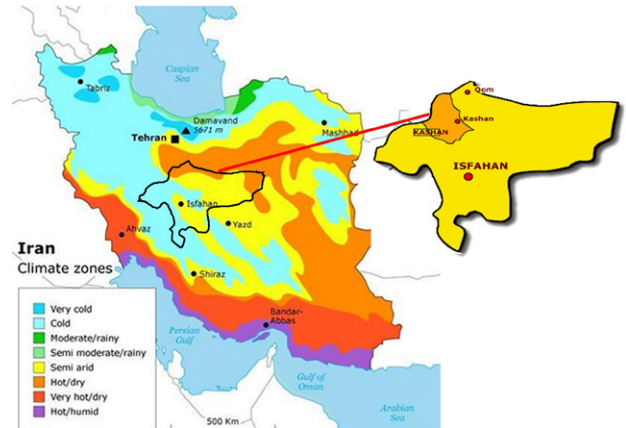 Caspian
Sea
Tabriz
Damavand
5671 m
Tehran
Mashhad
Isfahan
Yazd
Ahvaz
Shiraz
Bandar-
Abbas
Persian
Gulf
Gulf of
Oman
Arabian
Sea
500 Km
Iran
Climate zones
Very cold
Cold
Moderate/rainy
Semi moderate/rainy
Semi arid
Hot/dry
Very hot/dry
Hot/humid
Qom
Kashan
KASHAN
ISFAHAN